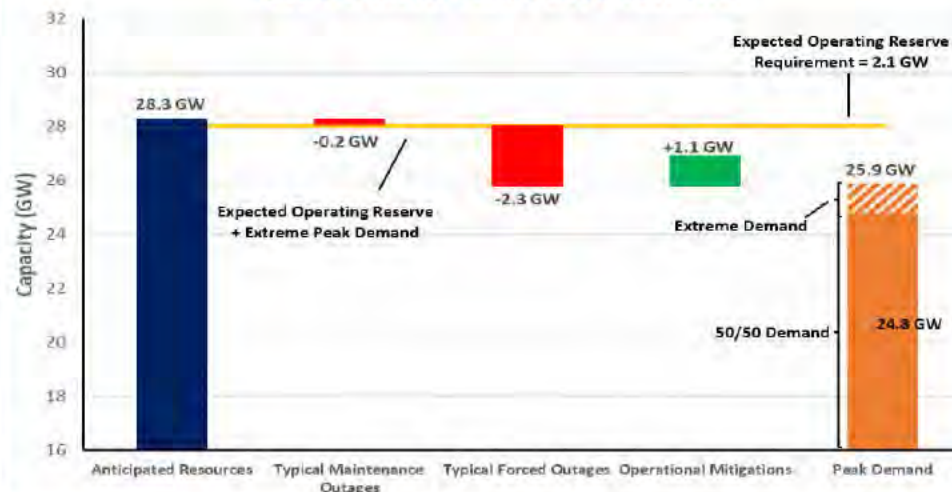 32
30
28
26
24
22
20
18
16
Capacity (GW)
28.3 GW
-0.2 GW
-2.3 GW
+1.1 GW
25.9 GW
24.8 GW
Expected Operating Reserve
Requirement = 2.1 GW
Expected Operating Reserve
+ Extreme Peak Demand
Extreme Demand
50/50 Demand
Anticipated Resources
Typical Maintenance
Outages
Typical Forced Outages
Operational Mitigations
Peak Demand